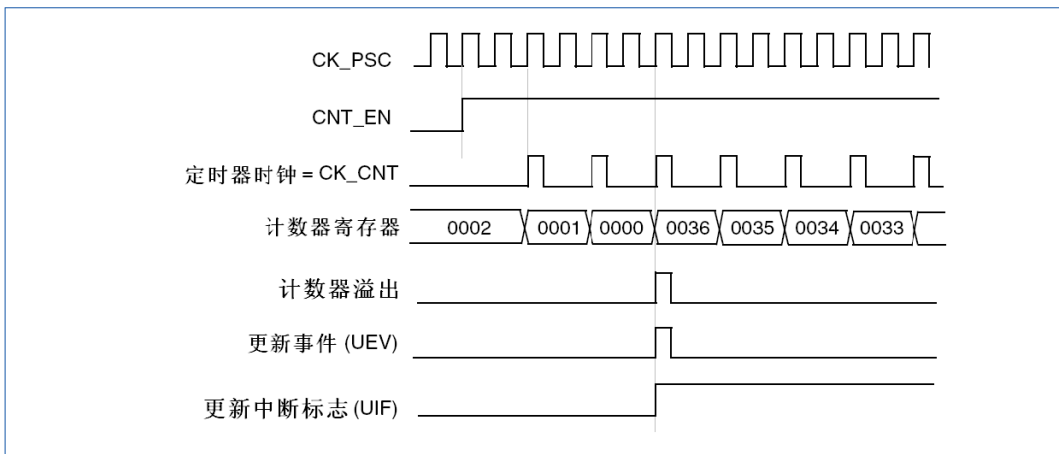 CK_PSC
CNT_EN
定时器时钟 = CK_CNT
计数器寄存器 0002 0001 0000 0036 0035 0034 0033
计数器溢出
更新事件 (UEV)
更新中断标志 (UIF)